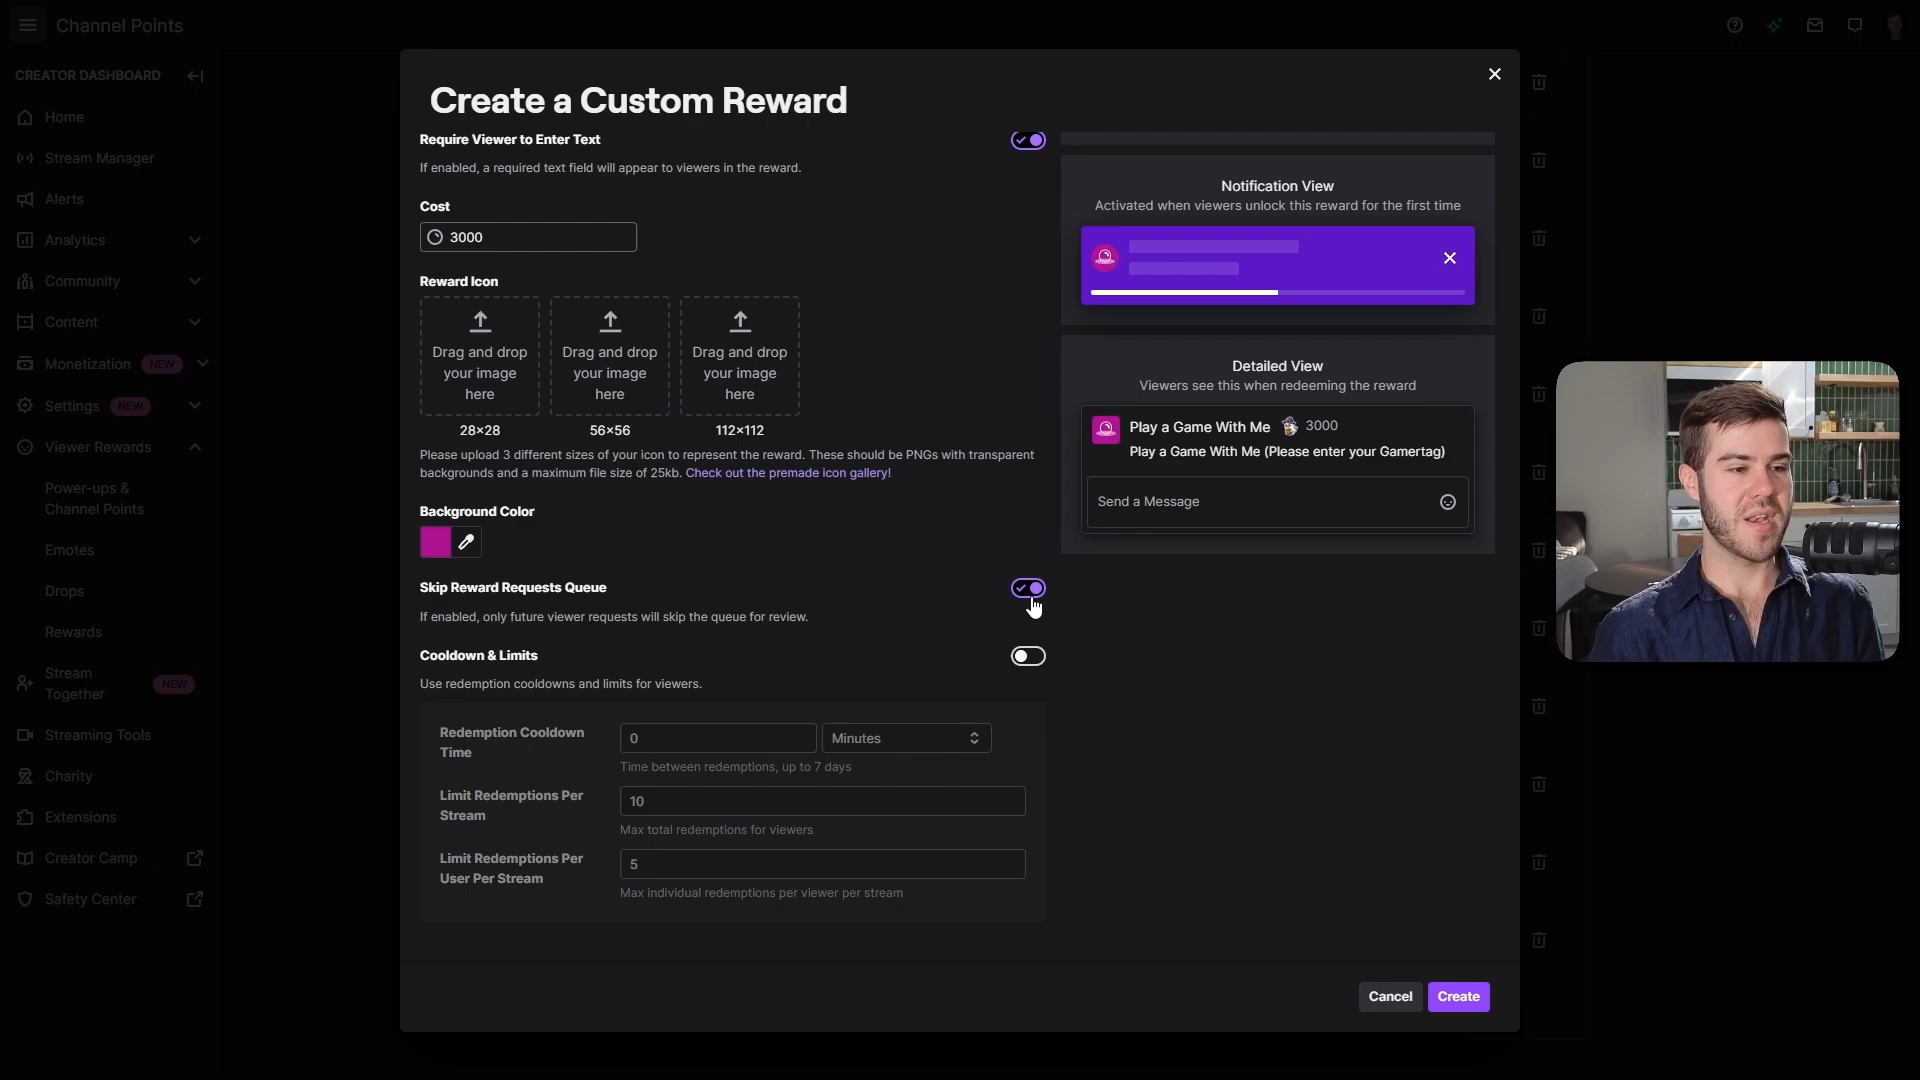 Channel Points
CREATOR DASHBOARD
Home
Stream Manager
Alerts
Analytics
Community
Content
Monetization NEW
Settings NEW
Viewer Rewards
Power-ups &
Channel Points
Emotes
Drops
Rewards
Stream
Together NEW
Streaming Tools
Charity
Extensions
Creator Camp
Safety Center
Create a Custom Reward
Require Viewer to Enter Text
If enabled, a required text field will appear to viewers in the reward.
Cost
3000
Reward Icon
Drag and drop
your image
here
28×28
Drag and drop
your image
here
56×56
Drag and drop
your image
here
112×112
Please upload 3 different sizes of your icon to represent the reward. These should be PNGs with transparent
backgrounds and a maximum file size of 25kb. Check out the premade icon gallery!
Background Color
Skip Reward Requests Queue
If enabled, only future viewer requests will skip the queue for review.
Cooldown & Limits
Use redemption cooldowns and limits for viewers.
Redemption Cooldown
Time
0
Minutes
Time between redemptions, up to 7 days
Limit Redemptions Per
Stream
10
Max total redemptions for viewers
Limit Redemptions Per
User Per Stream
5
Max individual redemptions per viewer per stream
Notification View
Activated when viewers unlock this reward for the first time
Detailed View
Viewers see this when redeeming the reward
Play a Game With Me 3000
Play a Game With Me (Please enter your Gamertag)
Send a Message
Cancel
Create